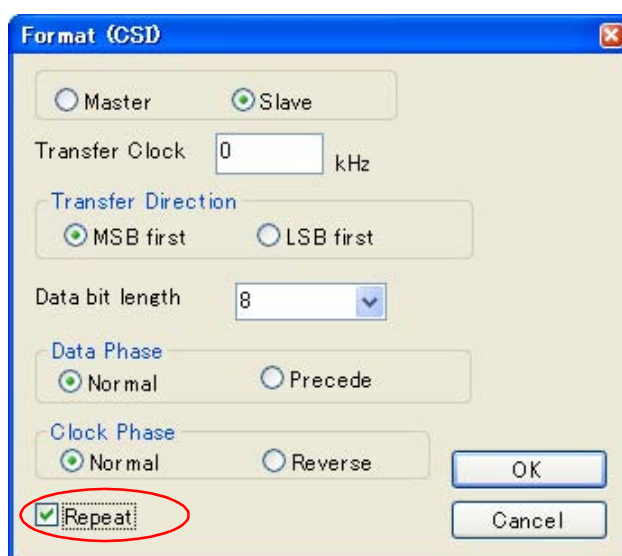 Format (CSI)
Master Slave
Transfer Clock 0 kHz
Transfer Direction
MSB first LSB first
Data bit length 8
Data Phase
Normal Precede
Clock Phase
Normal Reverse
OK
Repeat
Cancel